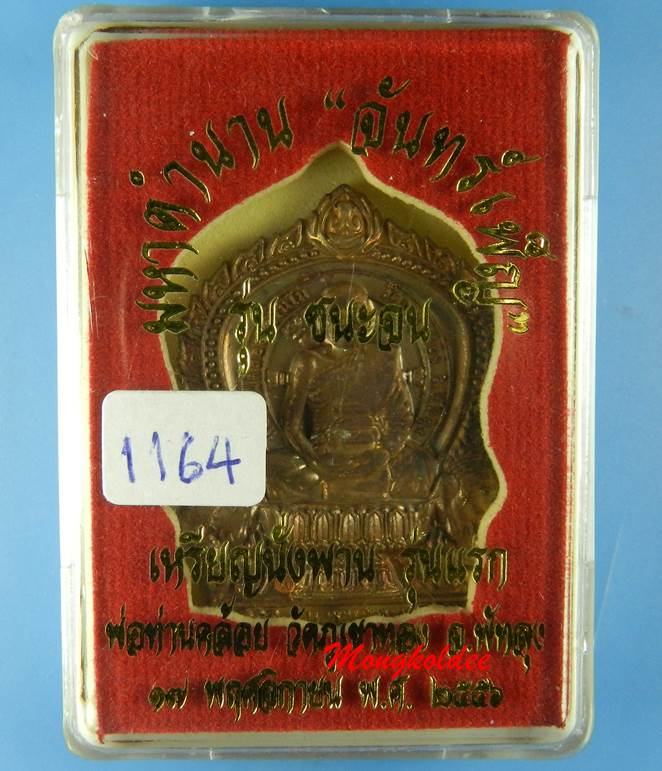 มหาตำนาน "จันทร์เพ็ญ"
รุ่น ชนะจน
1164
เหรียญนั่งพาน รุ่นแรก
พ่อท่านคล้อย วัดภูเขาทอง จ.พัทลุง
Mongkoldee
๑๗ พฤศจิกายน พ.ศ. ๒๕๕๖